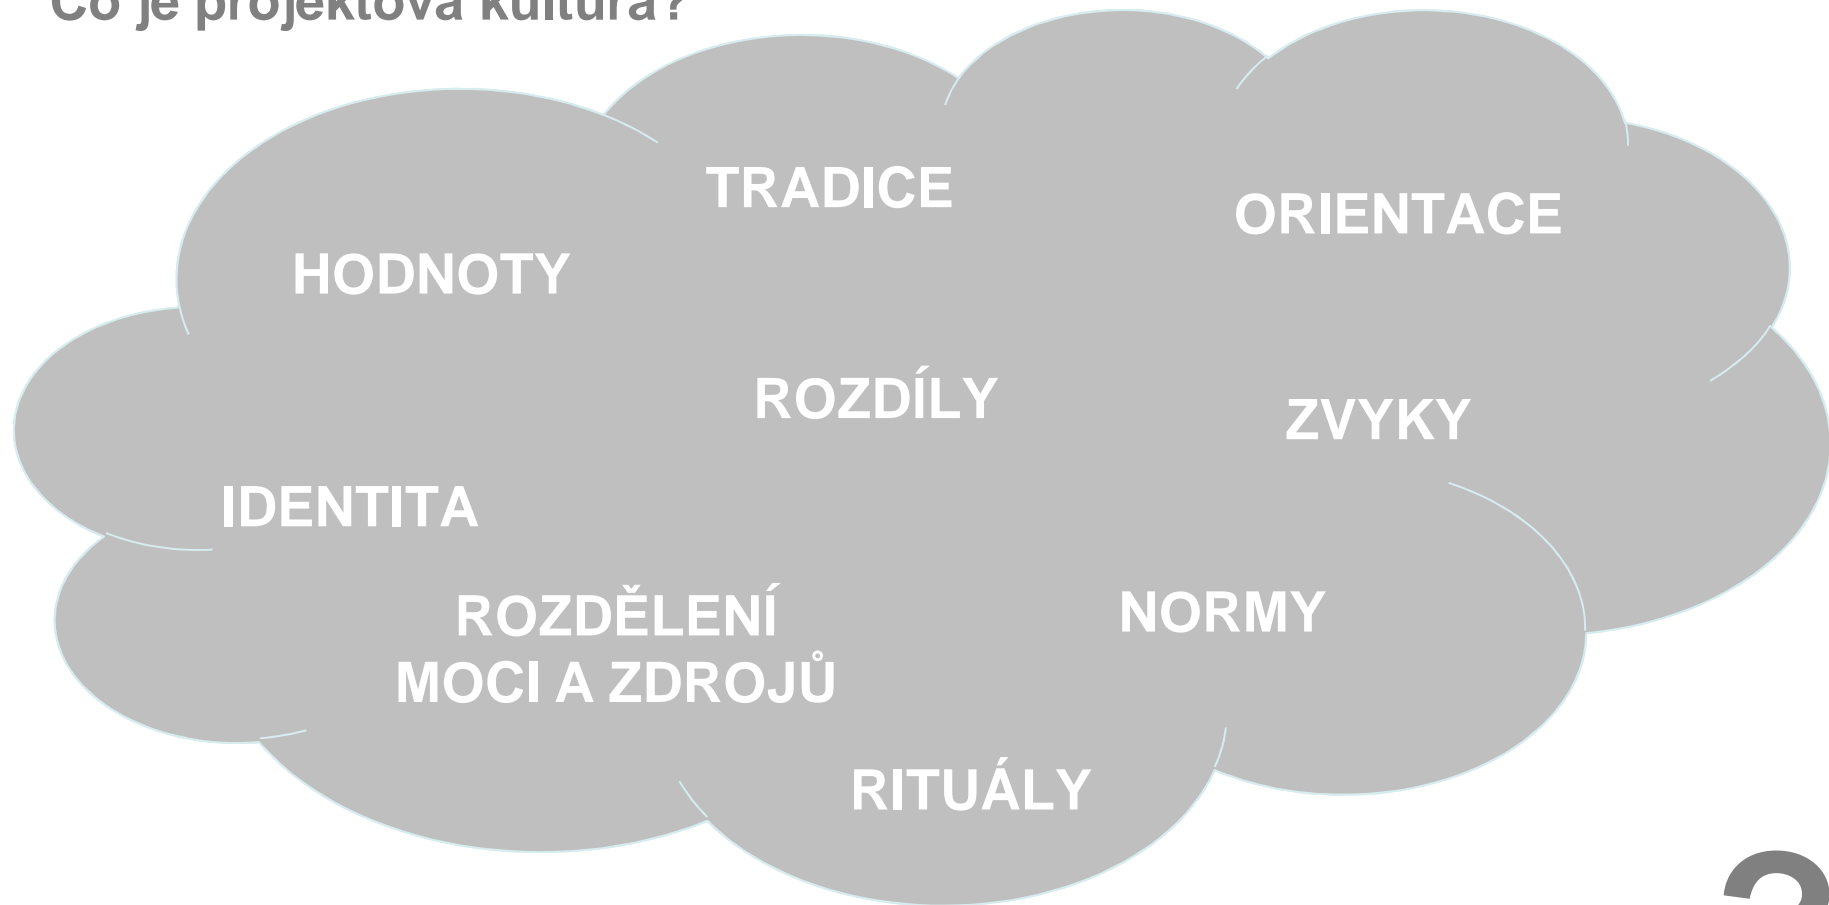 Co je projektová kultura?
TRADICE
ORIENTACE
HODNOTY
ROZDÍLY
ZVYKY
IDENTITA
ROZDĚLENÍ
MOCI A ZDROJŮ
NORMY
RITUÁLY
?